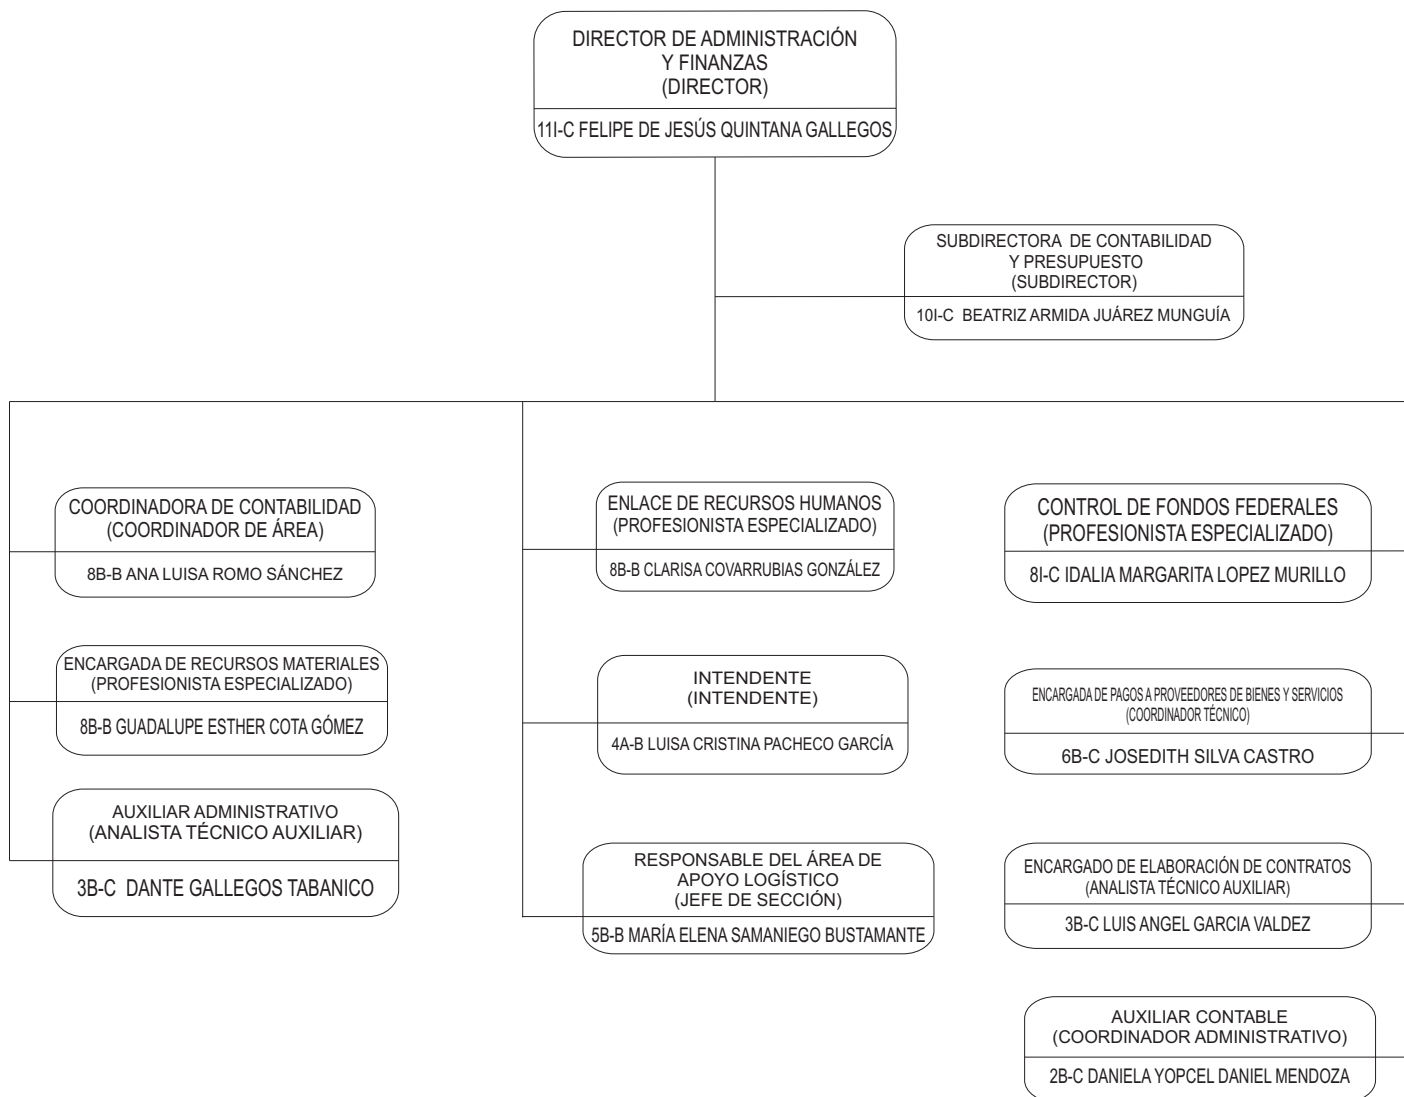 DIRECTOR DE ADMINISTRACIÓN
Y FINANZAS
(DIRECTOR)
11I-C FELIPE DE JESÚS QUINTANA GALLEGOS
SUBDIRECTORA DE CONTABILIDAD
Y PRESUPUESTO
(SUBDIRECTOR)
10I-C BEATRIZ ARMIDA JUÁREZ MUNGUÍA
COORDINADORA DE CONTABILIDAD
(COORDINADOR DE ÁREA)
8B-B ANA LUISA ROMO SÁNCHEZ
ENCARGADA DE RECURSOS MATERIALES
(PROFESIONISTA ESPECIALIZADO)
8B-B GUADALUPE ESTHER COTA GÓMEZ
AUXILIAR ADMINISTRATIVO
(ANALISTA TÉCNICO AUXILIAR)
3B-C DANTE GALLEGOS TABANICO
ENLACE DE RECURSOS HUMANOS
(PROFESIONISTA ESPECIALIZADO)
8B-B CLARISA COVARRUBIAS GONZÁLEZ
INTENDENTE
(INTENDENTE)
4A-B LUISA CRISTINA PACHECO GARCÍA
RESPONSABLE DEL ÁREA DE
APOYO LOGÍSTICO
(JEFE DE SECCIÓN)
5B-B MARÍA ELENA SAMANIEGO BUSTAMANTE
CONTROL DE FONDOS FEDERALES
(PROFESIONISTA ESPECIALIZADO)
8I-C IDALIA MARGARITA LOPEZ MURILLO
ENCARGADA DE PAGOS A PROVEEDORES DE BIENES Y SERVICIOS
(COORDINADOR TÉCNICO)
6B-C JOSEDITH SILVA CASTRO
ENCARGADO DE ELABORACIÓN DE CONTRATOS
(ANALISTA TÉCNICO AUXILIAR)
3B-C LUIS ANGEL GARCIA VALDEZ
AUXILIAR CONTABLE
(COORDINADOR ADMINISTRATIVO)
2B-C DANIELA YOPCEL DANIEL MENDOZA